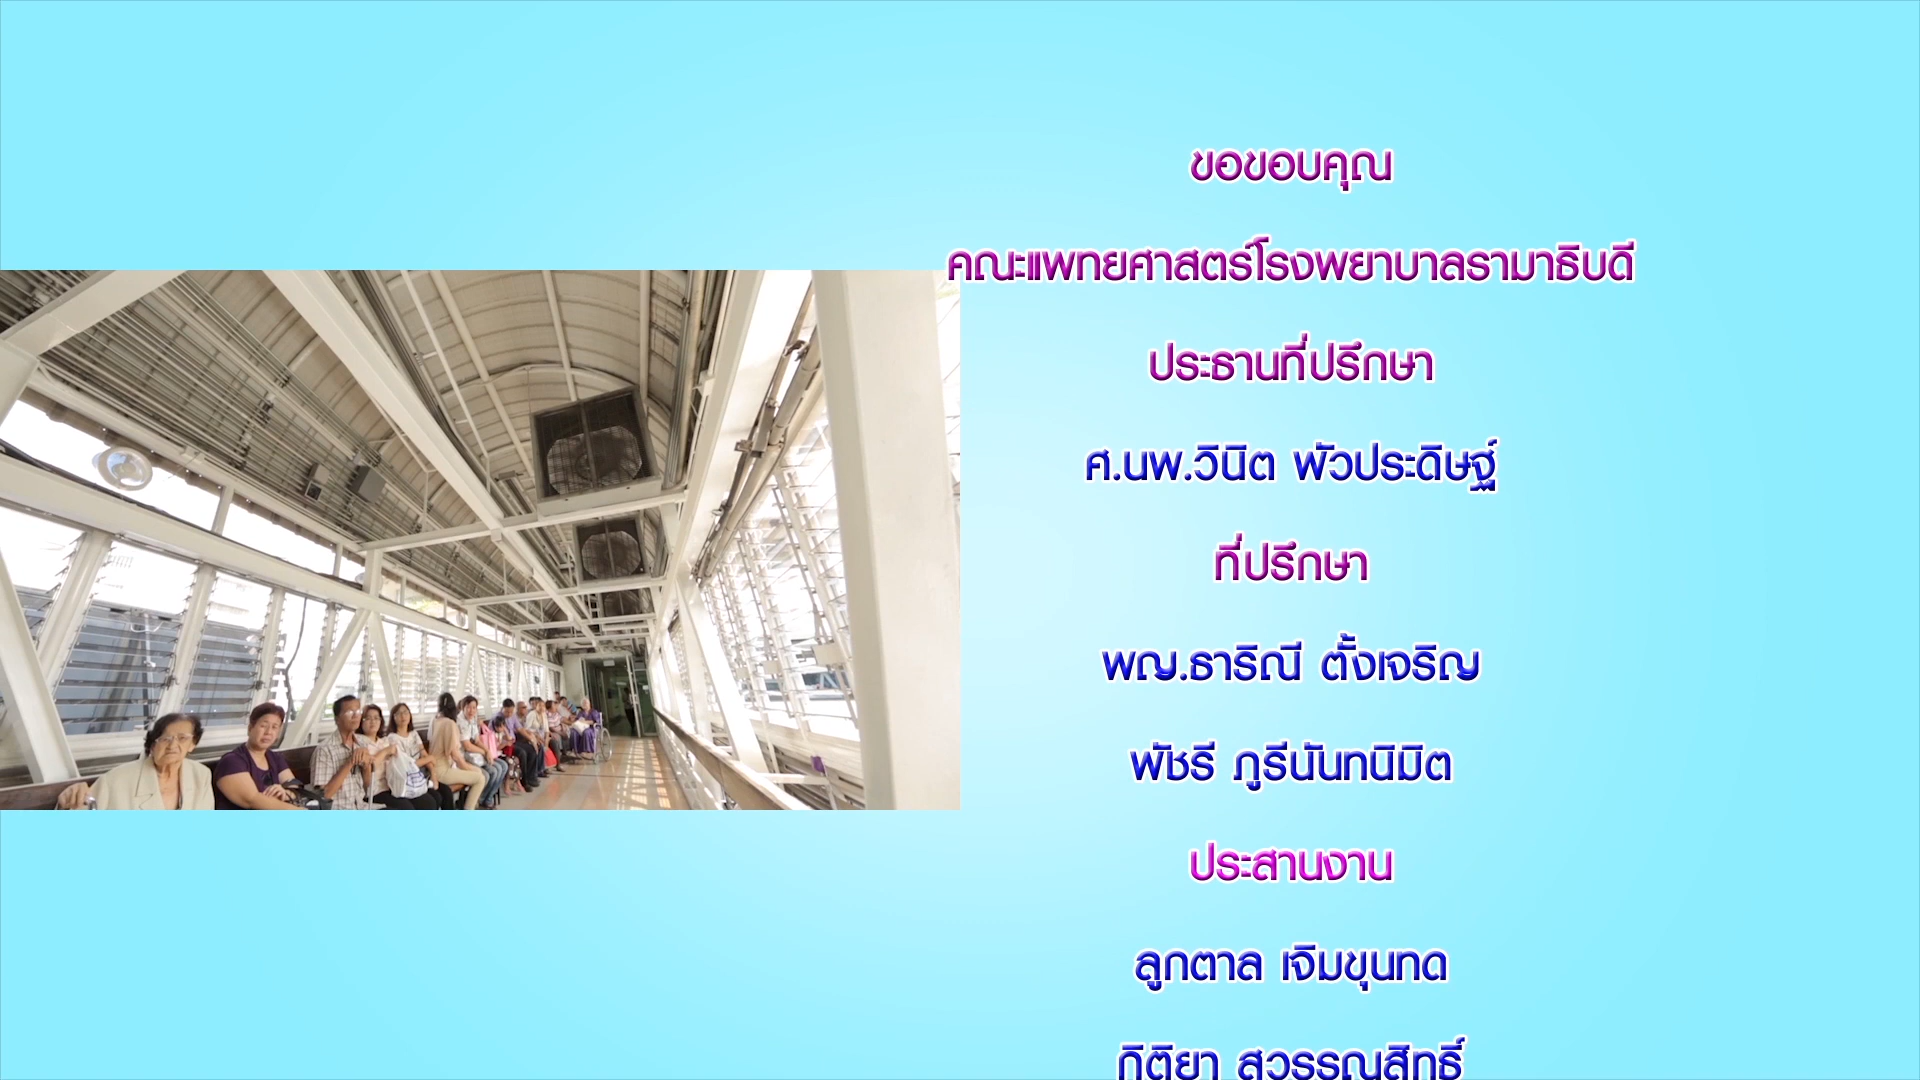 ขอขอบคุณ
คณะแพทยศาสตร์โรงพยาบาลรามาธิบดี
ประธานที่ปรึกษา
ศ.นพ.วินิต พัวประดิษฐ์
ที่ปรึกษา
พญ.ธาริณี ตั้งเจริญ
พัชรี ภูรีนันทนิมิต
ประสานงาน
ลูกตาล เจิมขุนทด
กิติยา สุวรรณสิทธิ์